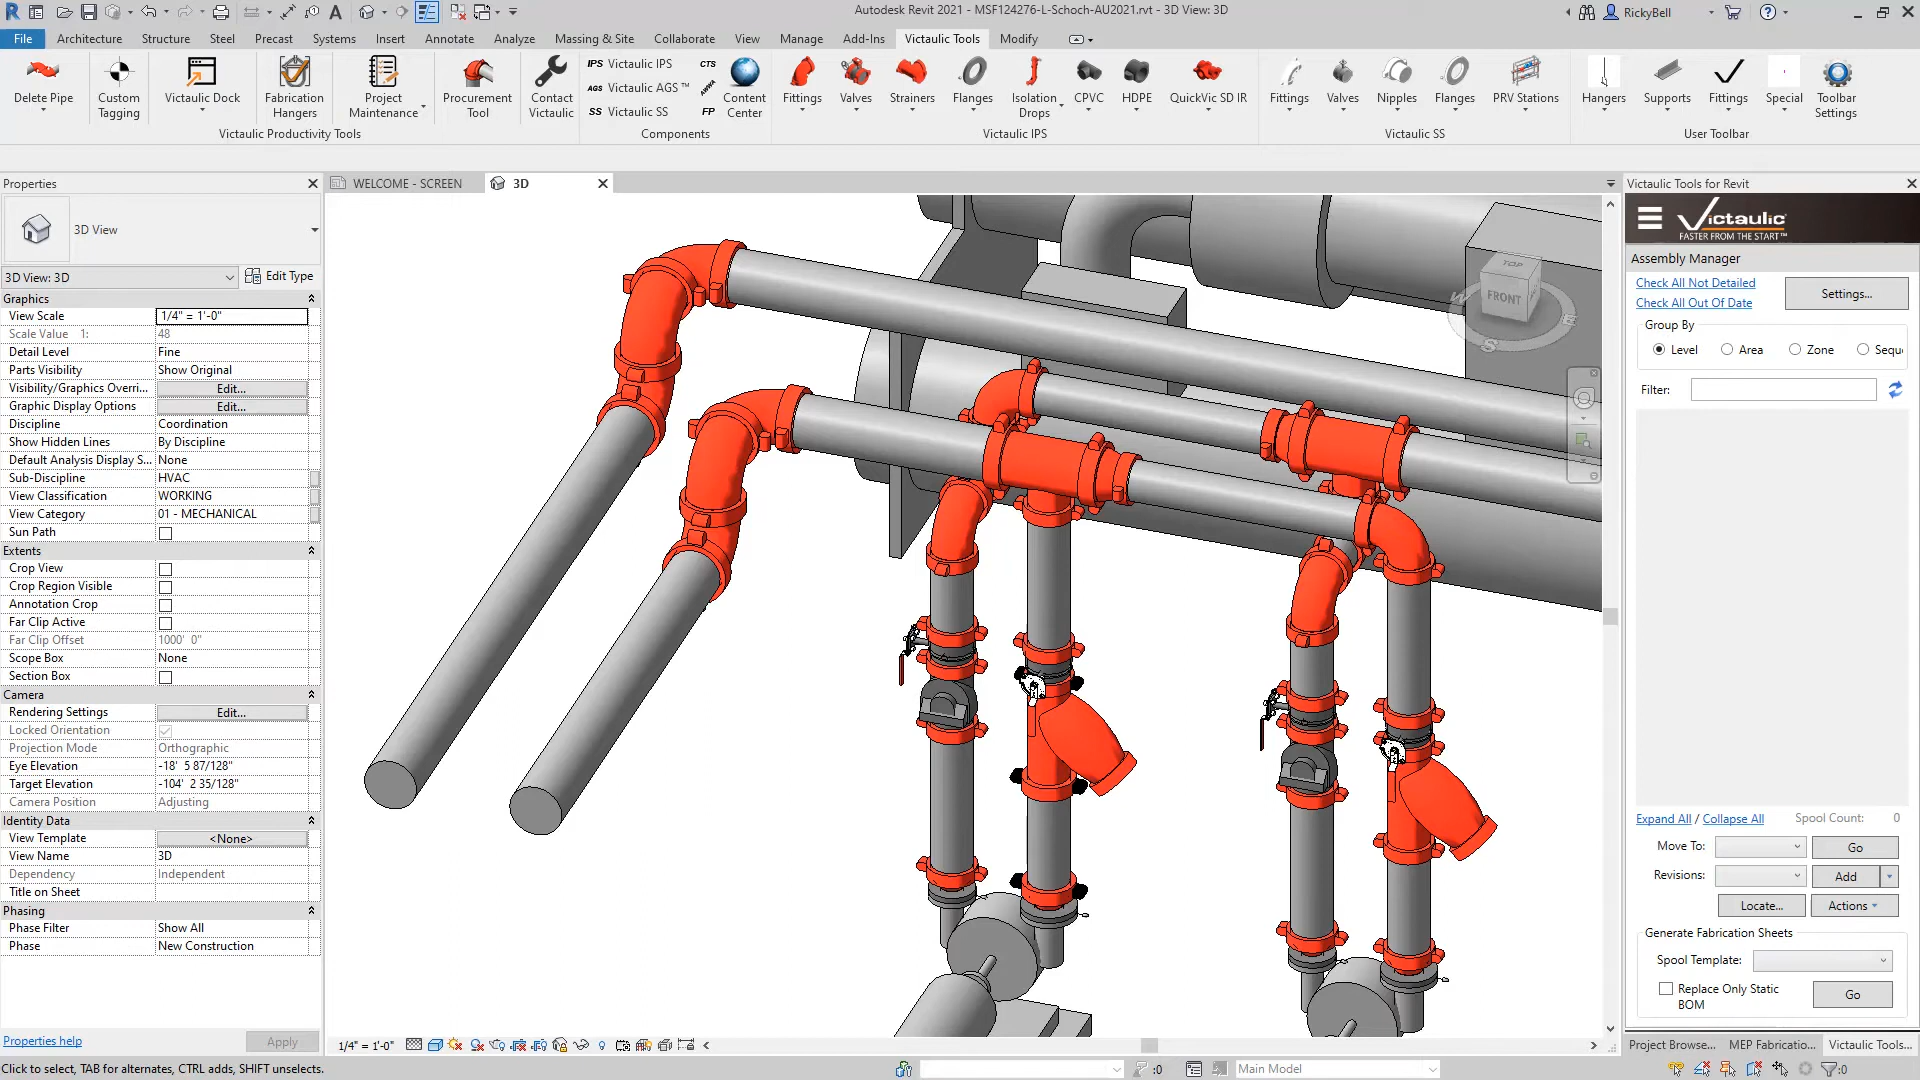 Autodesk Revit 2021 - MSF124276-L-Schoch-AU2021.rvt - 3D View: 3D
RickyBell
File Architecture Structure Steel Precast Systems Insert Annotate Analyze Massing & Site Collaborate View Manage Add-Ins Victaulic Tools Modify
Delete Pipe
Custom Tagging
Victaulic Dock
Fabrication Hangers
Project Maintenance
Procurement Tool
Contact Victaulic
Victaulic Productivity Tools
IPS Victaulic IPS CTS
AGS Victaulic AGS™
SS Victaulic SS FP
Content Center
Components
Fittings Valves Strainers Flanges Isolation Drops CPVC HDPE QuickVic SD IR
Victaulic IPS
Fittings Valves Nipples Flanges PRV Stations
Victaulic SS
Hangers Supports Fittings Special Toolbar Settings
User Toolbar
Properties
WELCOME - SCREEN
3D
3D View
3D View: 3D Edit Type
Graphics
View Scale 1/4" = 1'-0"
Scale Value 1: 48
Detail Level Fine
Parts Visibility Show Original
Visibility/Graphics Overri... Edit...
Graphic Display Options Edit...
Discipline Coordination
Show Hidden Lines By Discipline
Default Analysis Display S... None
Sub-Discipline HVAC
View Classification WORKING
View Category 01 - MECHANICAL
Sun Path
Extents
Crop View
Crop Region Visible
Annotation Crop
Far Clip Active
Far Clip Offset 1000' 0"
Scope Box None
Section Box
Camera
Rendering Settings Edit...
Locked Orientation
Projection Mode Orthographic
Eye Elevation -18' 5 87/128"
Target Elevation -104' 2 35/128"
Camera Position Adjusting
Identity Data
View Template <None>
View Name 3D
Dependency Independent
Title on Sheet
Phasing
Phase Filter Show All
Phase New Construction
Properties help Apply
TOP
FRONT
W
E
S
Victaulic Tools for Revit
Victaulic
FASTER FROM THE START™
Assembly Manager
Check All Not Detailed
Check All Out Of Date
Settings...
Group By
Level Area Zone Sequ
Filter:
Expand All / Collapse All Spool Count: 0
Move To: Go
Revisions: Add
Locate... Actions
Generate Fabrication Sheets
Spool Template:
Replace Only Static BOM
Go
Project Browse... MEP Fabricatio... Victaulic Tools...
1/4" = 1'-0"
Click to select, TAB for alternates, CTRL adds, SHIFT unselects.
:0
Main Model
:0